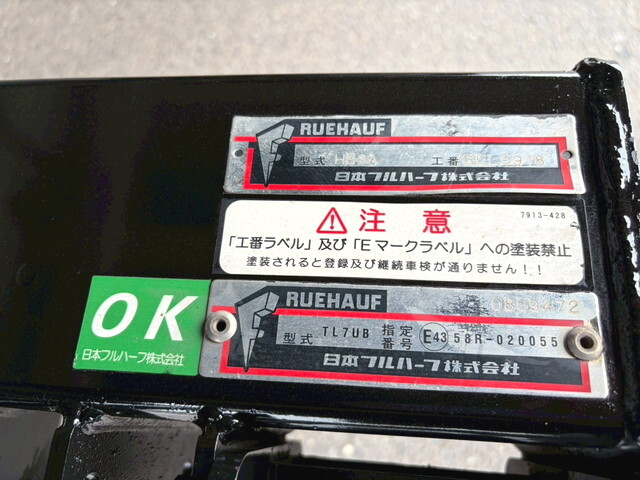 RUEHAUF
型式
工番
日本フルハーフ株式会社
⚠注意
7913-428
「工番ラベル」及び「Eマークラベル」への塗装禁止
塗装されると登録及び継続車検が通りません!!
OK
日本フルハーフ株式会社
RUEHAUF
型式 TL7UB 指定番号 E43 58R-020055
日本フルハーフ株式会社